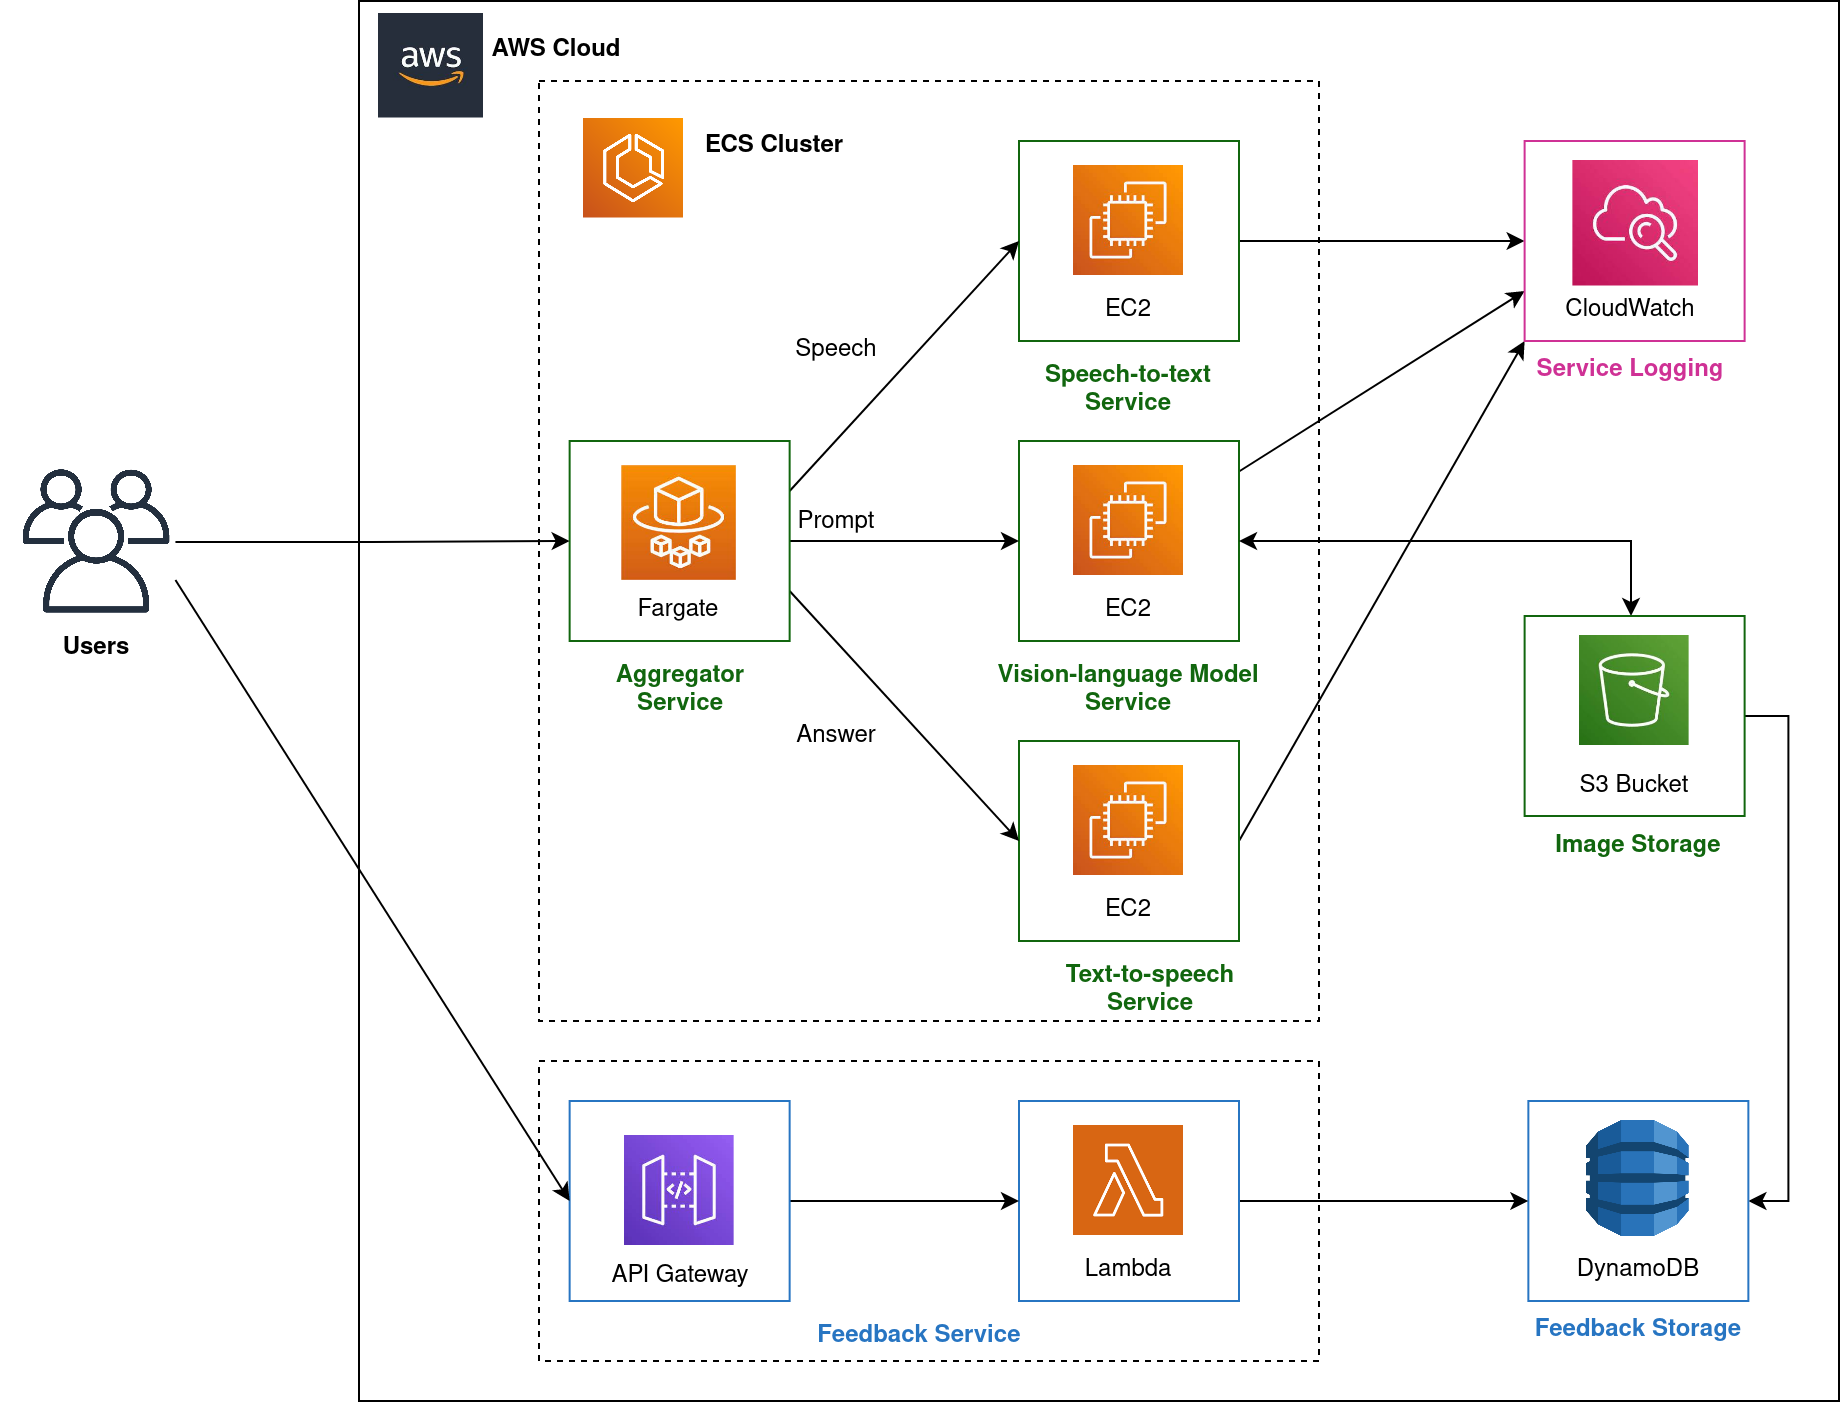 aws
AWS Cloud
ECS Cluster
EC2
Speech-to-text
Service
CloudWatch
Service Logging
Speech
Prompt
Answer
Users
Fargate
Aggregator
Service
EC2
Vision-language Model
Service
S3 Bucket
Image Storage
EC2
Text-to-speech
Service
</>
API Gateway
Lambda
Feedback Service
DynamoDB
Feedback Storage